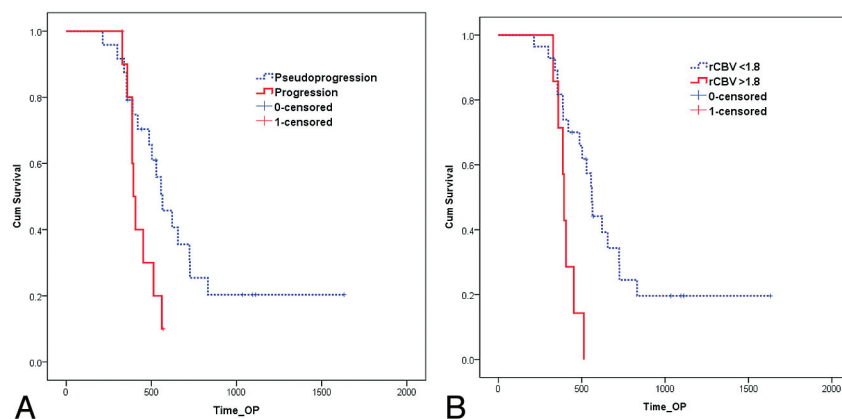 1.0
0.8
0.6
0.4
0.2
0.0
Cum Survival
Pseudoprogression
Progression
0-censored
1-censored
0
500
1000
1500
2000
Time_OP
A
1.0
0.8
0.6
0.4
0.2
0.0
Cum Survival
rCBV <1.8
rCBV >1.8
0-censored
1-censored
0
500
1000
1500
2000
Time_OP
B